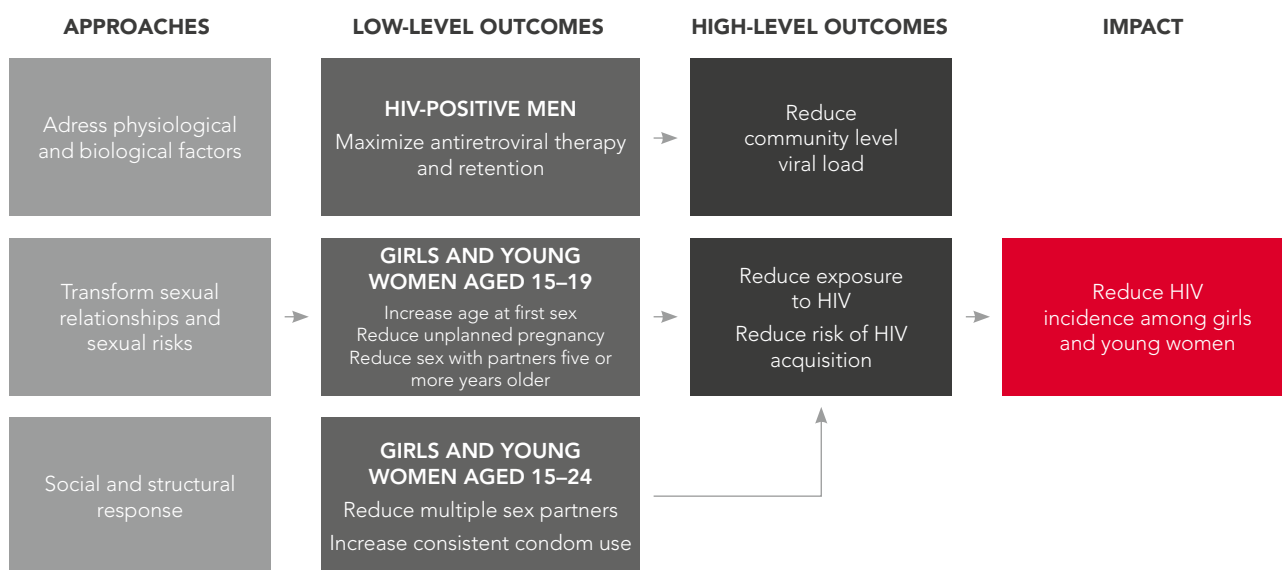 APPROACHES
LOW-LEVEL OUTCOMES
HIGH-LEVEL OUTCOMES
IMPACT
Adress physiological
and biological factors
HIV-POSITIVE MEN
Maximize antiretroviral therapy
and retention
Reduce
community level
viral load
Transform sexual
relationships and
sexual risks
GIRLS AND YOUNG
WOMEN AGED 15–19
Increase age at first sex
Reduce unplanned pregnancy
Reduce sex with partners five or
more years older
Reduce exposure
to HIV
Reduce risk of HIV
acquisition
Reduce HIV
incidence among girls
and young women
Social and structural
response
GIRLS AND YOUNG
WOMEN AGED 15–24
Reduce multiple sex partners
Increase consistent condom use